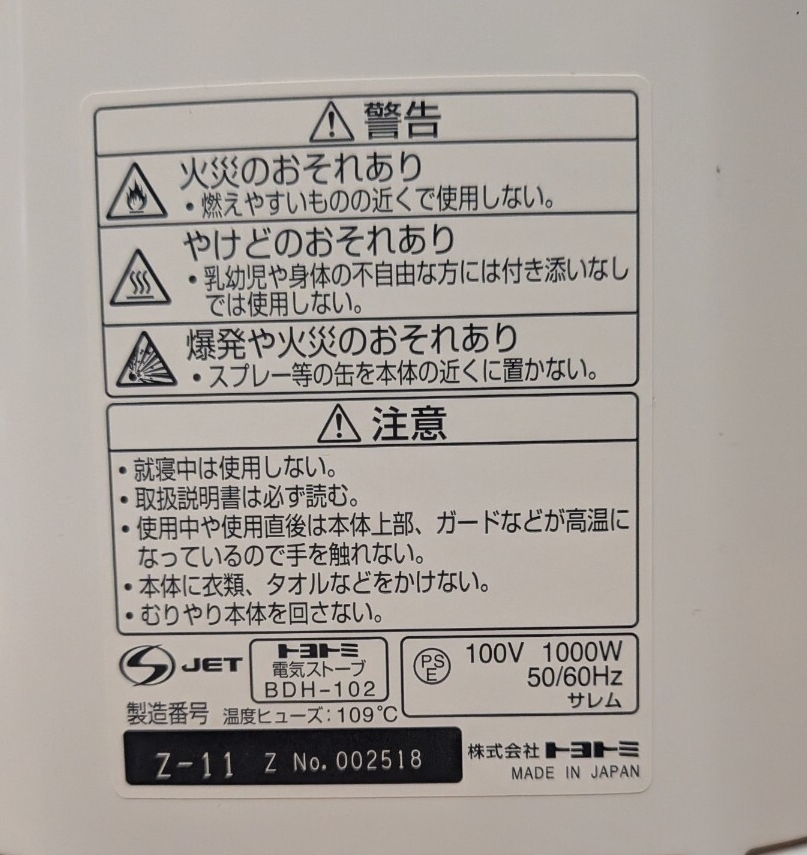 警告
火災のおそれあり
・燃えやすいものの近くで使用しない。
やけどのおそれあり
・乳幼児や身体の不自由な方には付き添いなし
では使用しない。
爆発や火災のおそれあり
・スプレー等の缶を本体の近くに置かない。
注意
・就寝中は使用しない。
・取扱説明書は必ず読む。
・使用中や使用直後は本体上部、ガードなどが高温に
なっているので手を触れない。
・本体に衣類、タオルなどをかけない。
・むりやり本体を回さない。
S JET
トヨトミ
電気ストーブ
BDH-102
PS
E
100V 1000W
50/60Hz
サレム
製造番号 温度ヒューズ:109℃
Z-11 Z No. 002518
株式会社トヨトミ
MADE IN JAPAN